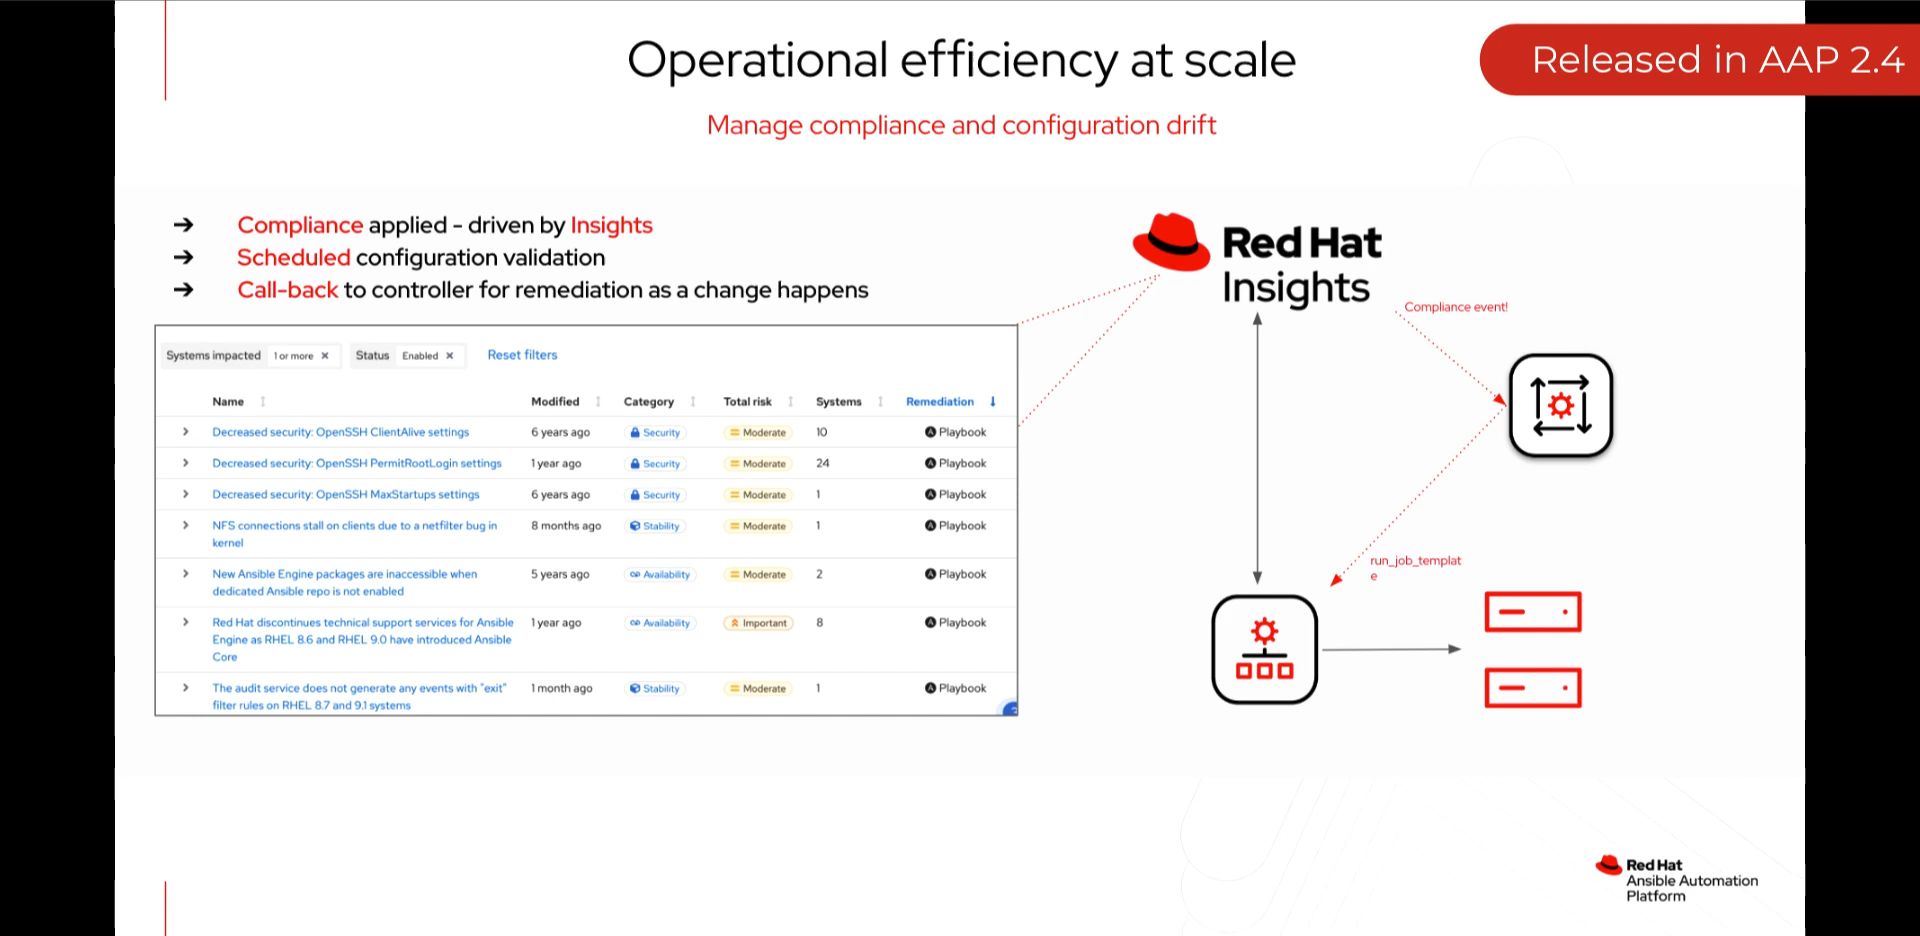 Operational efficiency at scale
Released in AAP 2.4
Manage compliance and configuration drift
➔ Compliance applied - driven by Insights
➔ Scheduled configuration validation
➔ Call-back to controller for remediation as a change happens
Systems impacted 1 or more × Status Enabled × Reset filters
Name Modified Category Total risk Systems Remediation
Decreased security: OpenSSH ClientAlive settings 6 years ago Security Moderate 10 Playbook
Decreased security: OpenSSH PermitRootLogin settings 1 year ago Security Moderate 24 Playbook
Decreased security: OpenSSH MaxStartups settings 6 years ago Security Moderate 1 Playbook
NFS connections stall on clients due to a netfilter bug in 8 months ago Stability Moderate 1 Playbook
kernel
New Ansible Engine packages are inaccessible when 5 years ago Availability Moderate 2 Playbook
dedicated Ansible repo is not enabled
Red Hat discontinues technical support services for Ansible 1 year ago Availability Important 8 Playbook
Engine as RHEL 8.6 and RHEL 9.0 have introduced Ansible
Core
The audit service does not generate any events with "exit" 1 month ago Stability Moderate 1 Playbook
filter rules on RHEL 8.7 and 9.1 systems
Red Hat
Insights
Compliance event!
run_job_templat
e
Red Hat
Ansible Automation
Platform